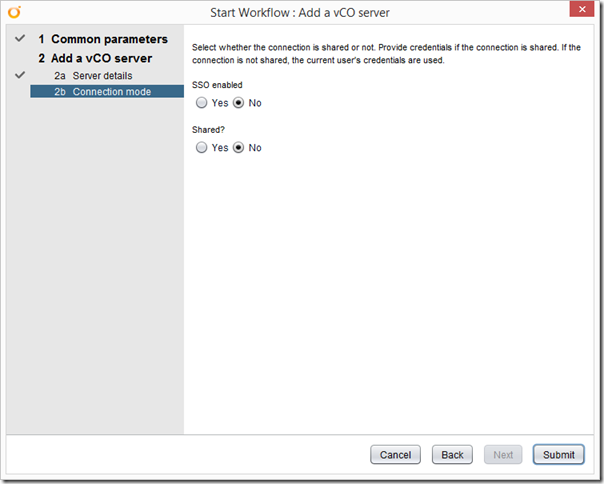 Start Workflow : Add a vCO server
1 Common parameters
2 Add a vCO server
2a Server details
2b Connection mode
Select whether the connection is shared or not. Provide credentials if the connection is shared. If the
connection is not shared, the current user's credentials are used.
SSO enabled
Yes No
Shared?
Yes No
Cancel Back Next Submit